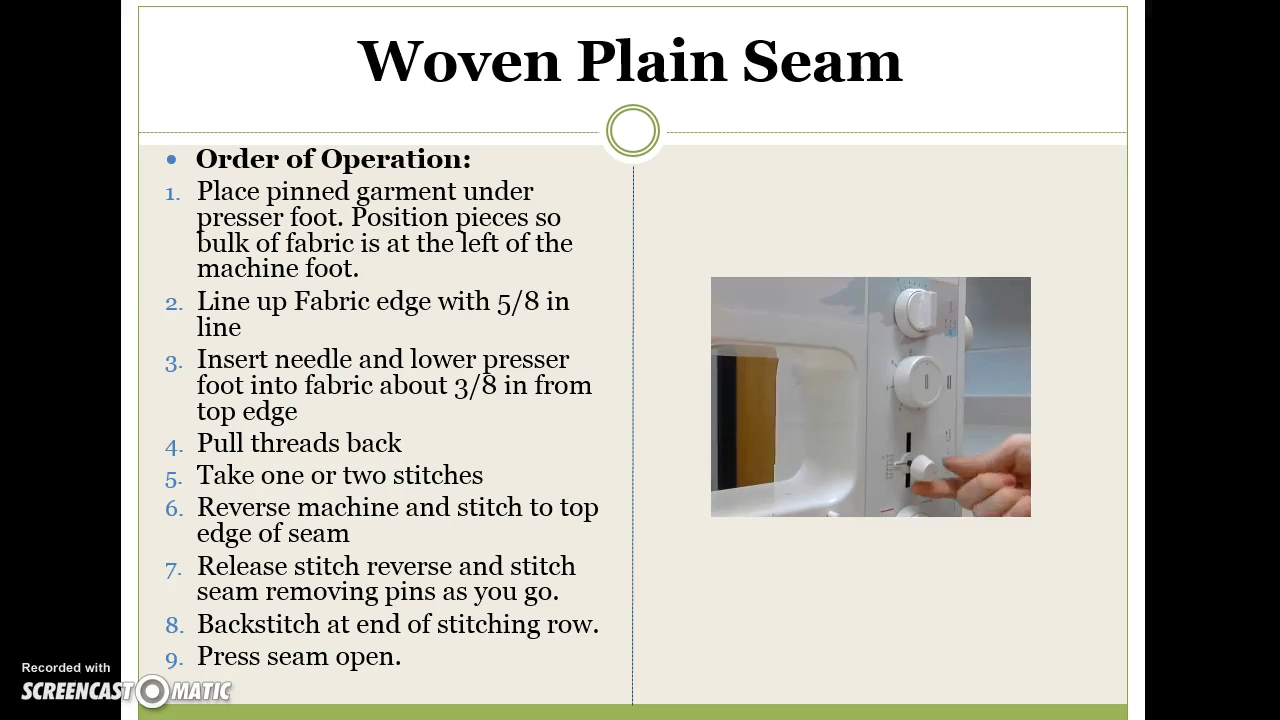 Woven Plain Seam
• Order of Operation:
1. Place pinned garment under
presser foot. Position pieces so
bulk of fabric is at the left of the
machine foot.
2. Line up Fabric edge with 5/8 in
line
3. Insert needle and lower presser
foot into fabric about 3/8 in from
top edge
4. Pull threads back
5. Take one or two stitches
6. Reverse machine and stitch to top
edge of seam
7. Release stitch reverse and stitch
seam removing pins as you go.
8. Backstitch at end of stitching row.
9. Press seam open.
Recorded with
SCREENCAST MATIC